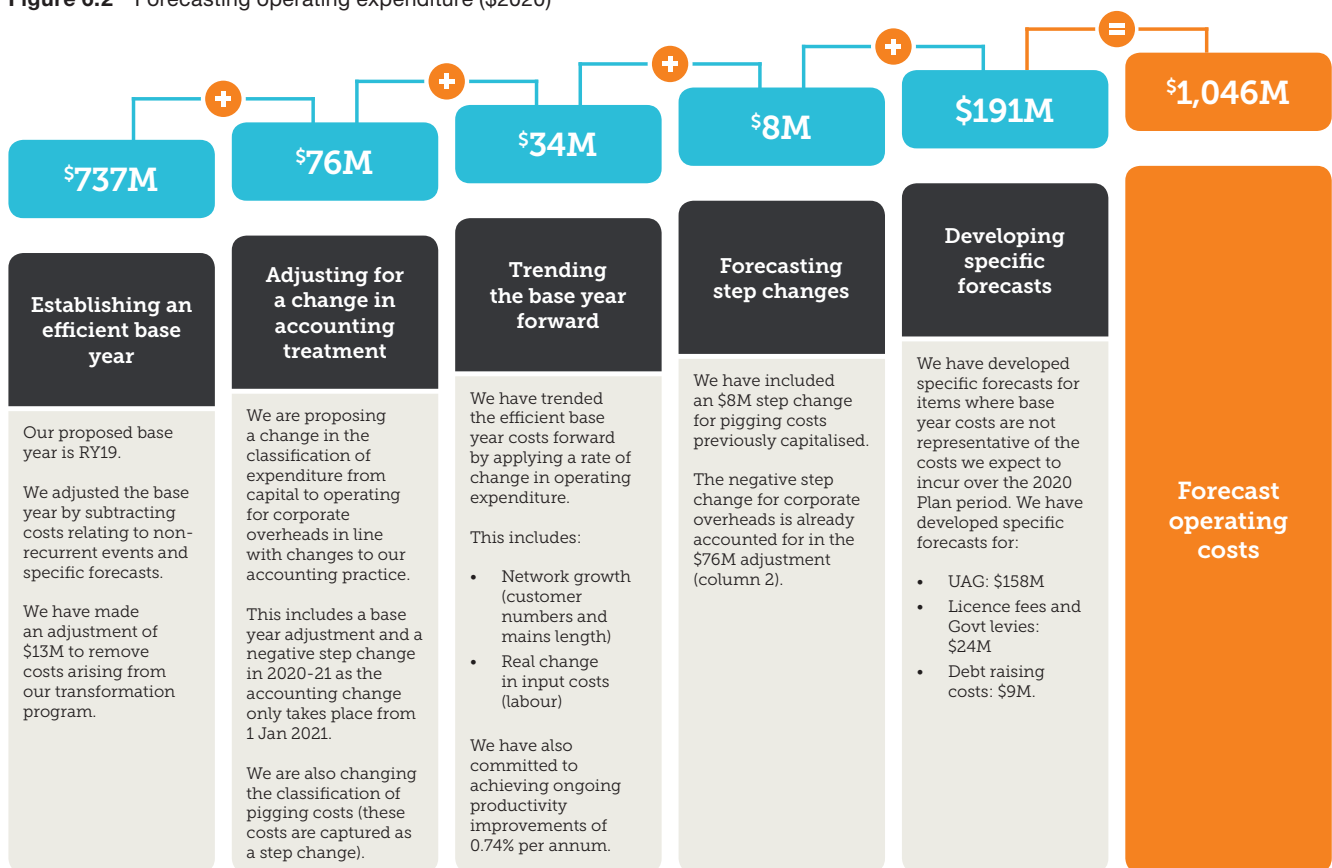 Figure 6.2 Forecasting operating expenditure ($2020)
$737M
$76M
$34M
$8M
$191M
$1,046M
Establishing an
efficient base
year
Our proposed base
year is RY19.
We adjusted the base
year by subtracting
costs relating to non-
recurrent events and
specific forecasts.
We have made
an adjustment of
$13M to remove
costs arising from
our transformation
program.
Adjusting for
a change in
accounting
treatment
We are proposing
a change in the
classification of
expenditure from
capital to operating
for corporate
overheads in line
with changes to our
accounting practice.
This includes a base
year adjustment and a
negative step change
in 2020-21 as the
accounting change
only takes place from
1 Jan 2021.
We are also changing
the classification of
pigging costs (these
costs are captured as
a step change).
Trending
the base year
forward
We have trended
the efficient base
year costs forward
by applying a rate of
change in operating
expenditure.
This includes:
• Network growth
(customer
numbers and
mains length)
• Real change
in input costs
(labour)
We have also
committed to
achieving ongoing
productivity
improvements of
0.74% per annum.
Forecasting
step changes
We have included
an $8M step change
for pigging costs
previously capitalised.
The negative step
change for corporate
overheads is already
accounted for in the
$76M adjustment
(column 2).
Developing
specific
forecasts
We have developed
specific forecasts for
items where base
year costs are not
representative of the
costs we expect to
incur over the 2020
Plan period. We have
developed specific
forecasts for:
• UAG: $158M
• Licence fees and
Govt levies:
$24M
• Debt raising
costs: $9M.
Forecast
operating
costs